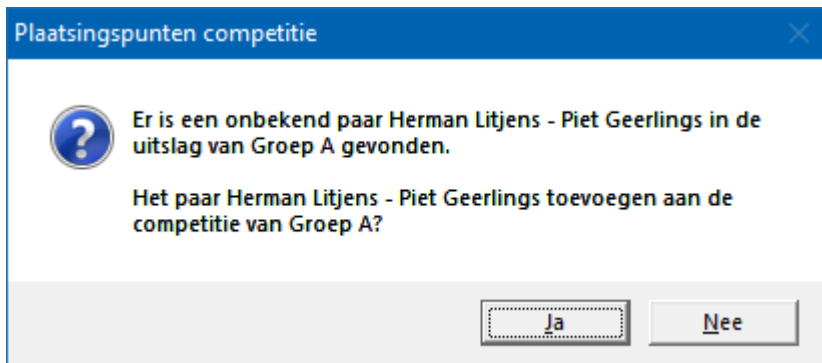 Plaatsingspunten competitie
Er is een onbekend paar Herman Litjens - Piet Geerlings in de
uitslag van Groep A gevonden.
Het paar Herman Litjens - Piet Geerlings toevoegen aan de
competitie van Groep A?
Ja
Nee